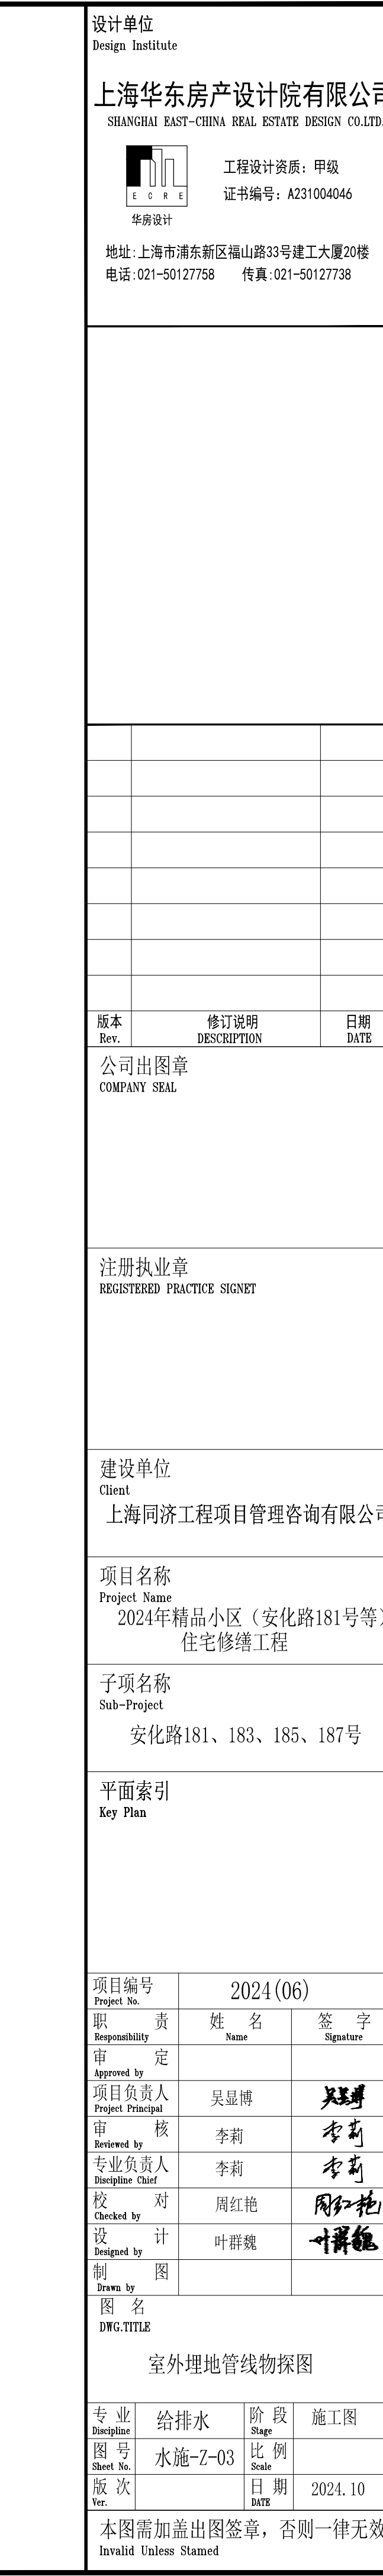 设计单位
Design Institute
上海华东房产设计院有限公司
SHANGHAI EAST-CHINA REAL ESTATE DESIGN CO.LTD.
E C R E
华房设计
工程设计资质：甲级
证书编号：A231004046
地址:上海市浦东新区福山路33号建工大厦20楼
电话:021-50127758 传真:021-50127738
版本 修订说明 日期
Rev. DESCRIPTION DATE
公司出图章
COMPANY SEAL
注册执业章
REGISTERED PRACTICE SIGNET
建设单位
Client
上海同济工程项目管理咨询有限公司
项目名称
Project Name
2024年精品小区（安化路181号等）
住宅修缮工程
子项名称
Sub-Project
安化路181、183、185、187号
平面索引
Key Plan
项目编号 2024(06)
Project No.
职 责 姓 名 签 字
Responsibility Name Signature
审 定
Approved by
项目负责人 吴显博 吴显博
Project Principal
审 核 李莉 李莉
Reviewed by
专业负责人 李莉 李莉
Discipline Chief
校 对 周红艳 周红艳
Checked by
设 计 叶群魏 叶群魏
Designed by
制 图
Drawn by
图 名
DWG.TITLE
室外埋地管线物探图
专 业 给排水 阶 段 施工图
Discipline Stage
图 号 水施-Z-03 比 例
Sheet No. Scale
版 次 日 期 2024.10
Ver. DATE
本图需加盖出图签章，否则一律无效
Invalid Unless Stamed